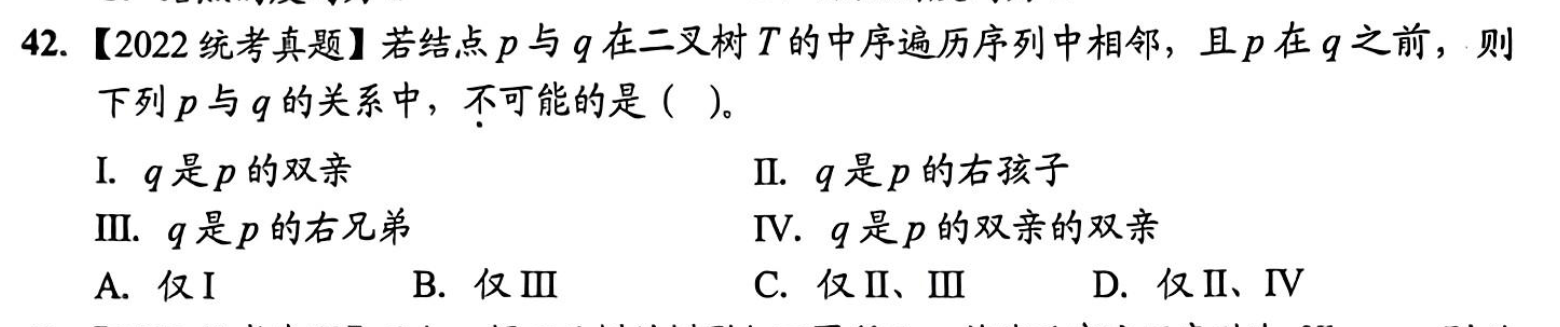 42.【2022 统考真题】若结点 p 与 q 在二叉树 T 的中序遍历序列中相邻，且 p 在 q 之前，则
下列 p 与 q 的关系中，不可能的是（ ）。
I. q 是 p 的双亲 II. q 是 p 的右孩子
III. q 是 p 的右兄弟 IV. q 是 p 的双亲的双亲
A. 仅 I B. 仅 III C. 仅 II、III D. 仅 II、IV